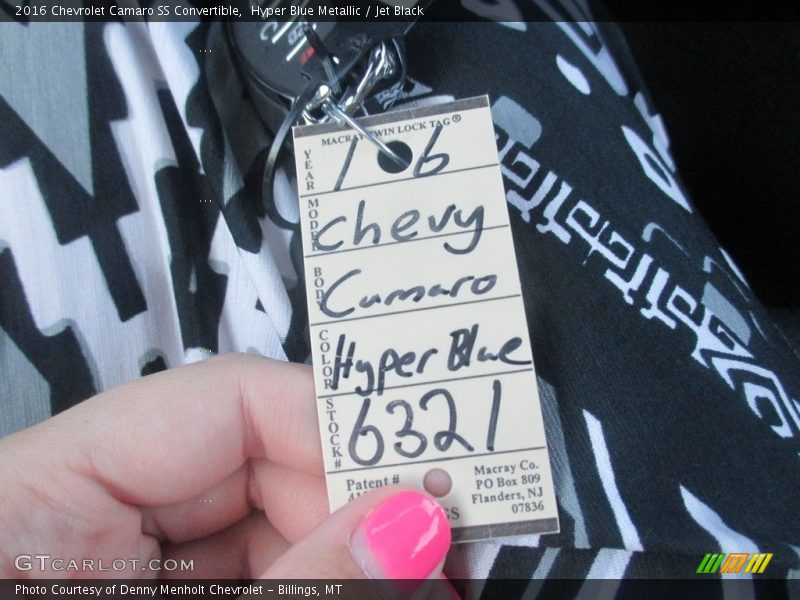 2016 Chevrolet Camaro SS Convertible, Hyper Blue Metallic / Jet Black
MACRAY TWIN LOCK TAG®
YEAR 16
MODEL Chevy
BODY Camaro
COLOR Hyper Blue
STOCK# 6321
Patent #
Macray Co.
PO Box 809
Flanders, NJ
07836
GTCARLOT.COM
Photo Courtesy of Denny Menholt Chevrolet - Billings, MT